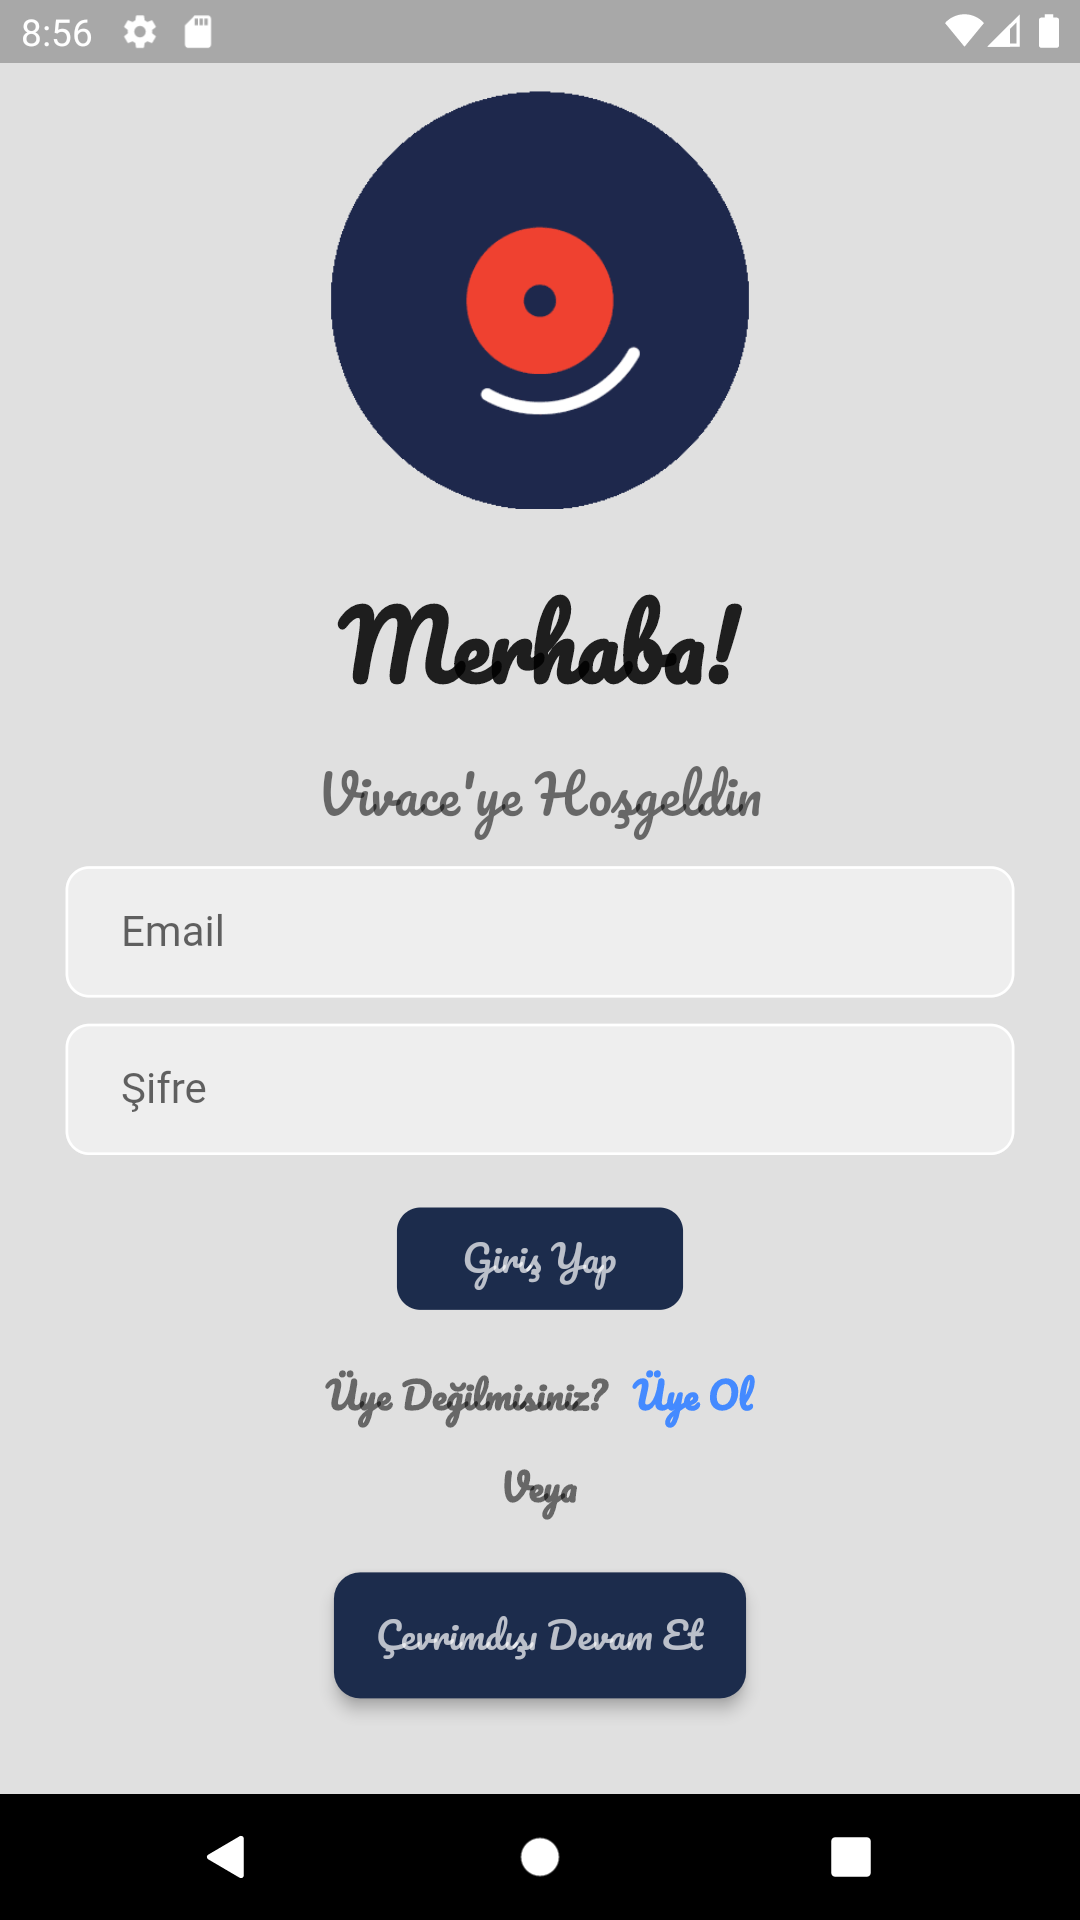 8:56
Merhaba!
Vivace'ye Hoşgeldin
Email
Şifre
Giriş Yap
Üye Değilmisiniz? Üye Ol
Veya
Çevrimdışı Devam Et